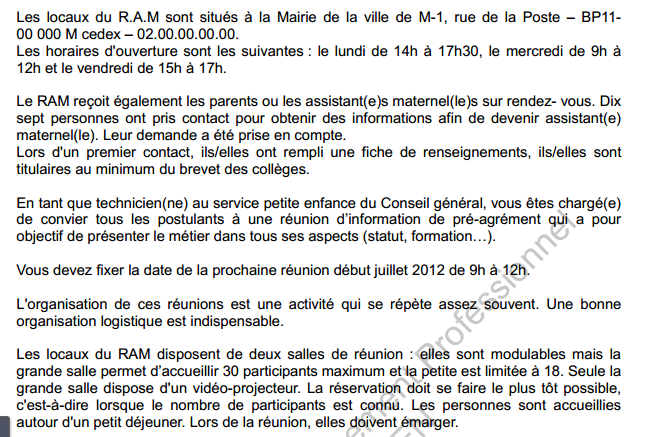 Les locaux du R.A.M sont situés à la Mairie de la ville de M-1, rue de la Poste – BP11-
00 000 M cedex – 02.00.00.00.00.
Les horaires d'ouverture sont les suivantes : le lundi de 14h à 17h30, le mercredi de 9h à
12h et le vendredi de 15h à 17h.
Le RAM reçoit également les parents ou les assistant(e)s maternel(le)s sur rendez- vous. Dix
sept personnes ont pris contact pour obtenir des informations afin de devenir assistant(e)
maternel(le). Leur demande a été prise en compte.
Lors d'un premier contact, ils/elles ont rempli une fiche de renseignements, ils/elles sont
titulaires au minimum du brevet des collèges.
En tant que technicien(ne) au service petite enfance du Conseil général, vous êtes chargé(e)
de convier tous les postulants à une réunion d'information de pré-agrément qui a pour
objectif de présenter le métier dans tous ses aspects (statut, formation…).
Vous devez fixer la date de la prochaine réunion début juillet 2012 de 9h à 12h.
L'organisation de ces réunions est une activité qui se répète assez souvent. Une bonne
organisation logistique est indispensable.
Les locaux du RAM disposent de deux salles de réunion : elles sont modulables mais la
grande salle permet d'accueillir 30 participants maximum et la petite est limitée à 18. Seule la
grande salle dispose d'un vidéo-projecteur. La réservation doit se faire le plus tôt possible,
c'est-à-dire lorsque le nombre de participants est connu. Les personnes sont accueillies
autour d'un petit déjeuner. Lors de la réunion, elles doivent émarger.
Professionnel